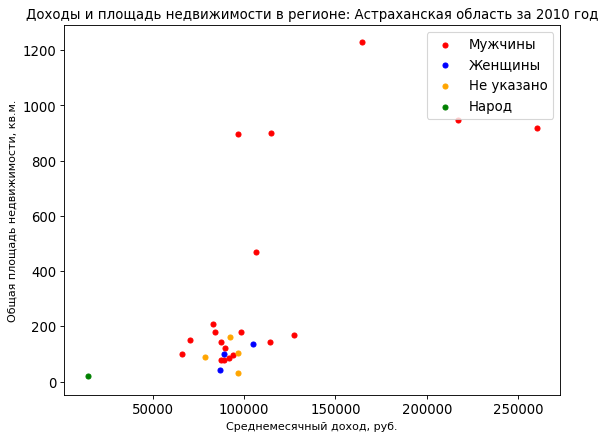 Доходы и площадь недвижимости в регионе: Астраханская область за 2010 год
Мужчины
Женщины
Не указано
Народ
Общая площадь недвижимости, кв.м.
1200
1000
800
600
400
200
0
50000 100000 150000 200000 250000
Среднемесячный доход, руб.